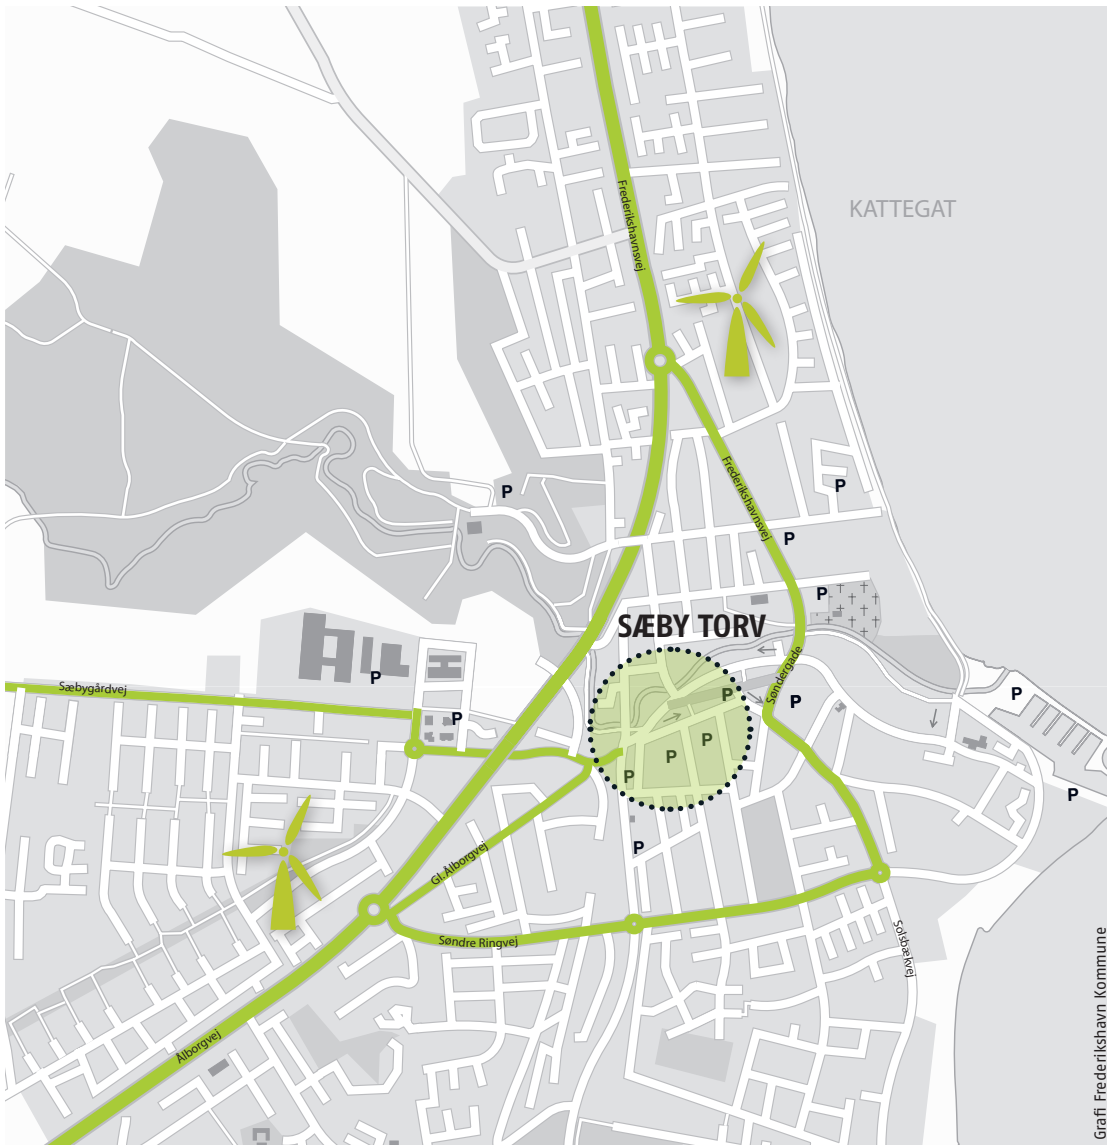 KATTEGAT
Frederikshavnsvej
P
P
Frederikshavnsvej
P
P
SÆBY TORV
Søndergade
P
Sæbygårdvej
P
P
P
P
P
P
P
P
P
Gl. Ålborgvej
Søndre Ringvej
Solsbækvej
Ålborgvej
Grafi Frederikshavn Kommune